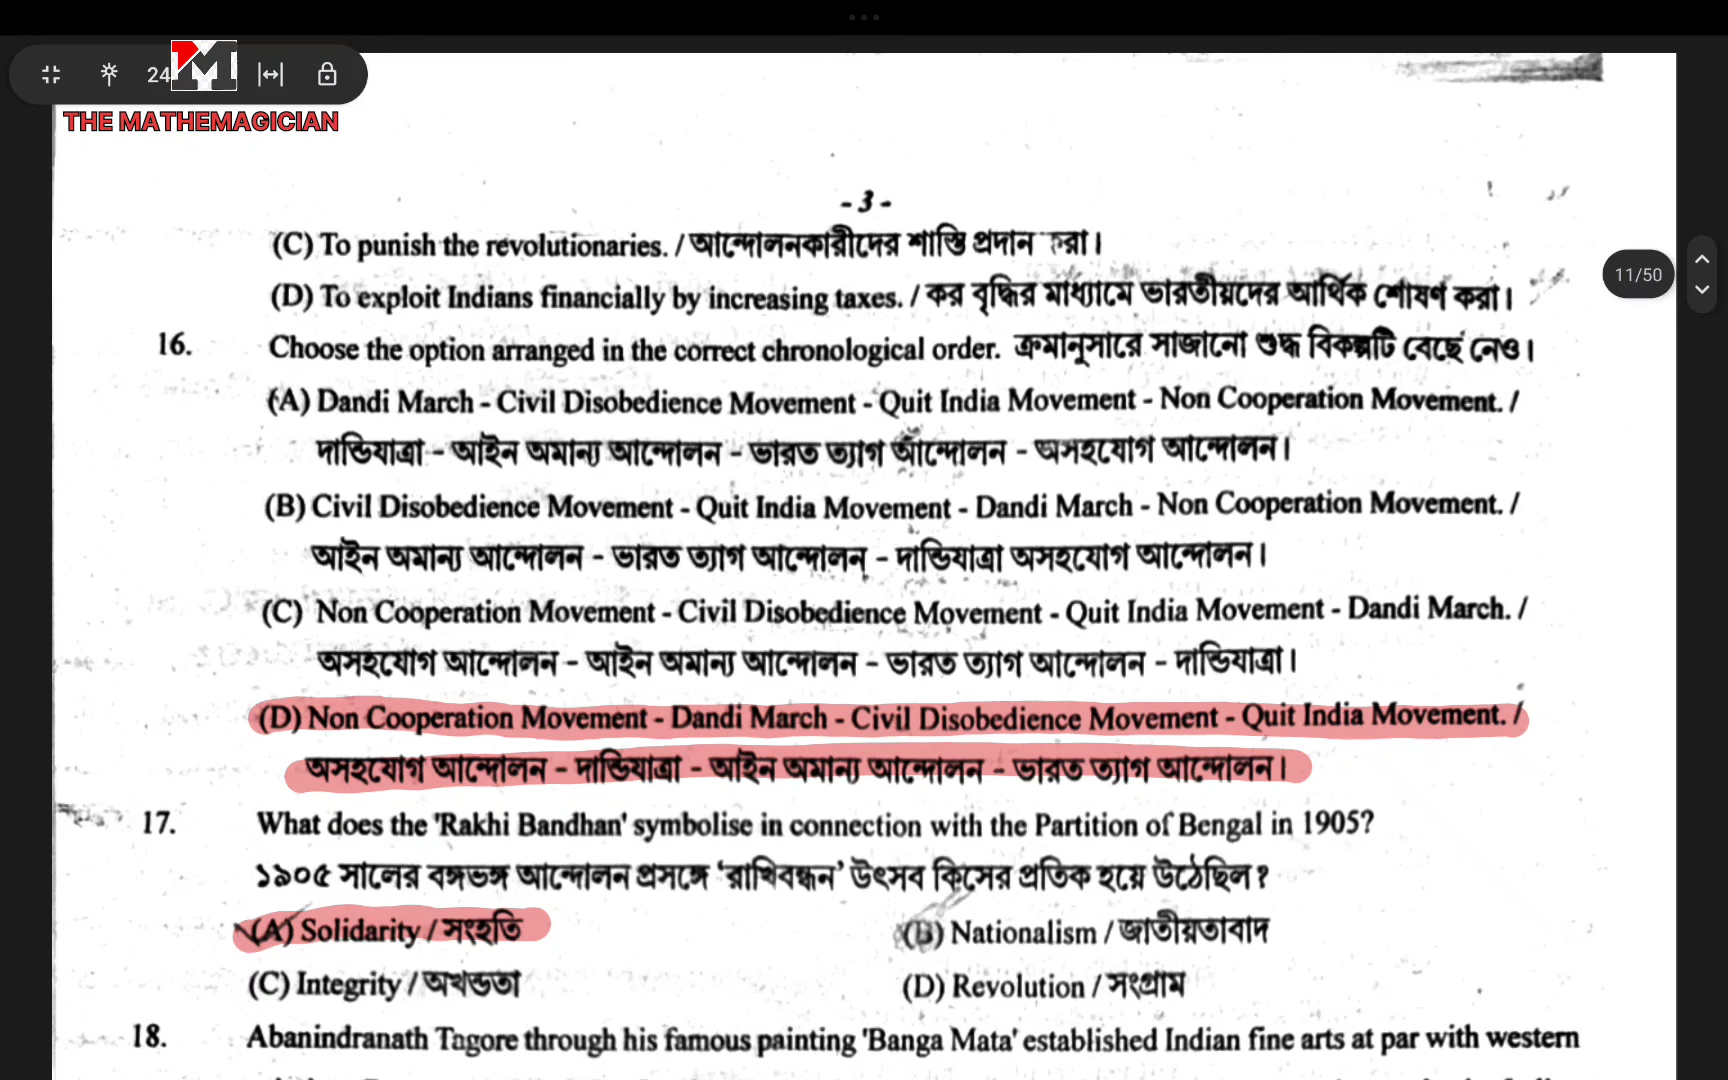 24
THE MATHEMAGICIAN
- 3 -
(C) To punish the revolutionaries. / আন্দোলনকারীদের শাস্তি প্রদান করা।
11/50
(D) To exploit Indians financially by increasing taxes. / কর বৃদ্ধির মাধ্যমে ভারতীয়দের আর্থিক শোষণ করা।
16. Choose the option arranged in the correct chronological order. ক্রমানুসারে সাজানো শুদ্ধ বিকল্পটি বেছে নেও।
(A) Dandi March - Civil Disobedience Movement - Quit India Movement - Non Cooperation Movement. /
দান্ডিযাত্রা - আইন অমান্য আন্দোলন - ভারত ত্যাগ আন্দোলন - অসহযোগ আন্দোলন।
(B) Civil Disobedience Movement - Quit India Movement - Dandi March - Non Cooperation Movement. /
আইন অমান্য আন্দোলন - ভারত ত্যাগ আন্দোলন - দান্ডিযাত্রা অসহযোগ আন্দোলন।
(C) Non Cooperation Movement - Civil Disobedience Movement - Quit India Movement - Dandi March. /
অসহযোগ আন্দোলন - আইন অমান্য আন্দোলন - ভারত ত্যাগ আন্দোলন - দান্ডিযাত্রা।
(D) Non Cooperation Movement - Dandi March - Civil Disobedience Movement - Quit India Movement. /
অসহযোগ আন্দোলন - দান্ডিযাত্রা - আইন অমান্য আন্দোলন - ভারত ত্যাগ আন্দোলন।
17. What does the 'Rakhi Bandhan' symbolise in connection with the Partition of Bengal in 1905?
১৯০৫ সালের বঙ্গভঙ্গ আন্দোলন প্রসঙ্গে 'রাখিবন্ধন' উৎসব কিসের প্রতিক হয়ে উঠেছিল?
(A) Solidarity / সংহতি (B) Nationalism / জাতীয়তাবাদ
(C) Integrity / অখন্ডতা (D) Revolution / সংগ্রাম
18. Abanindranath Tagore through his famous painting 'Banga Mata' established Indian fine arts at par with western